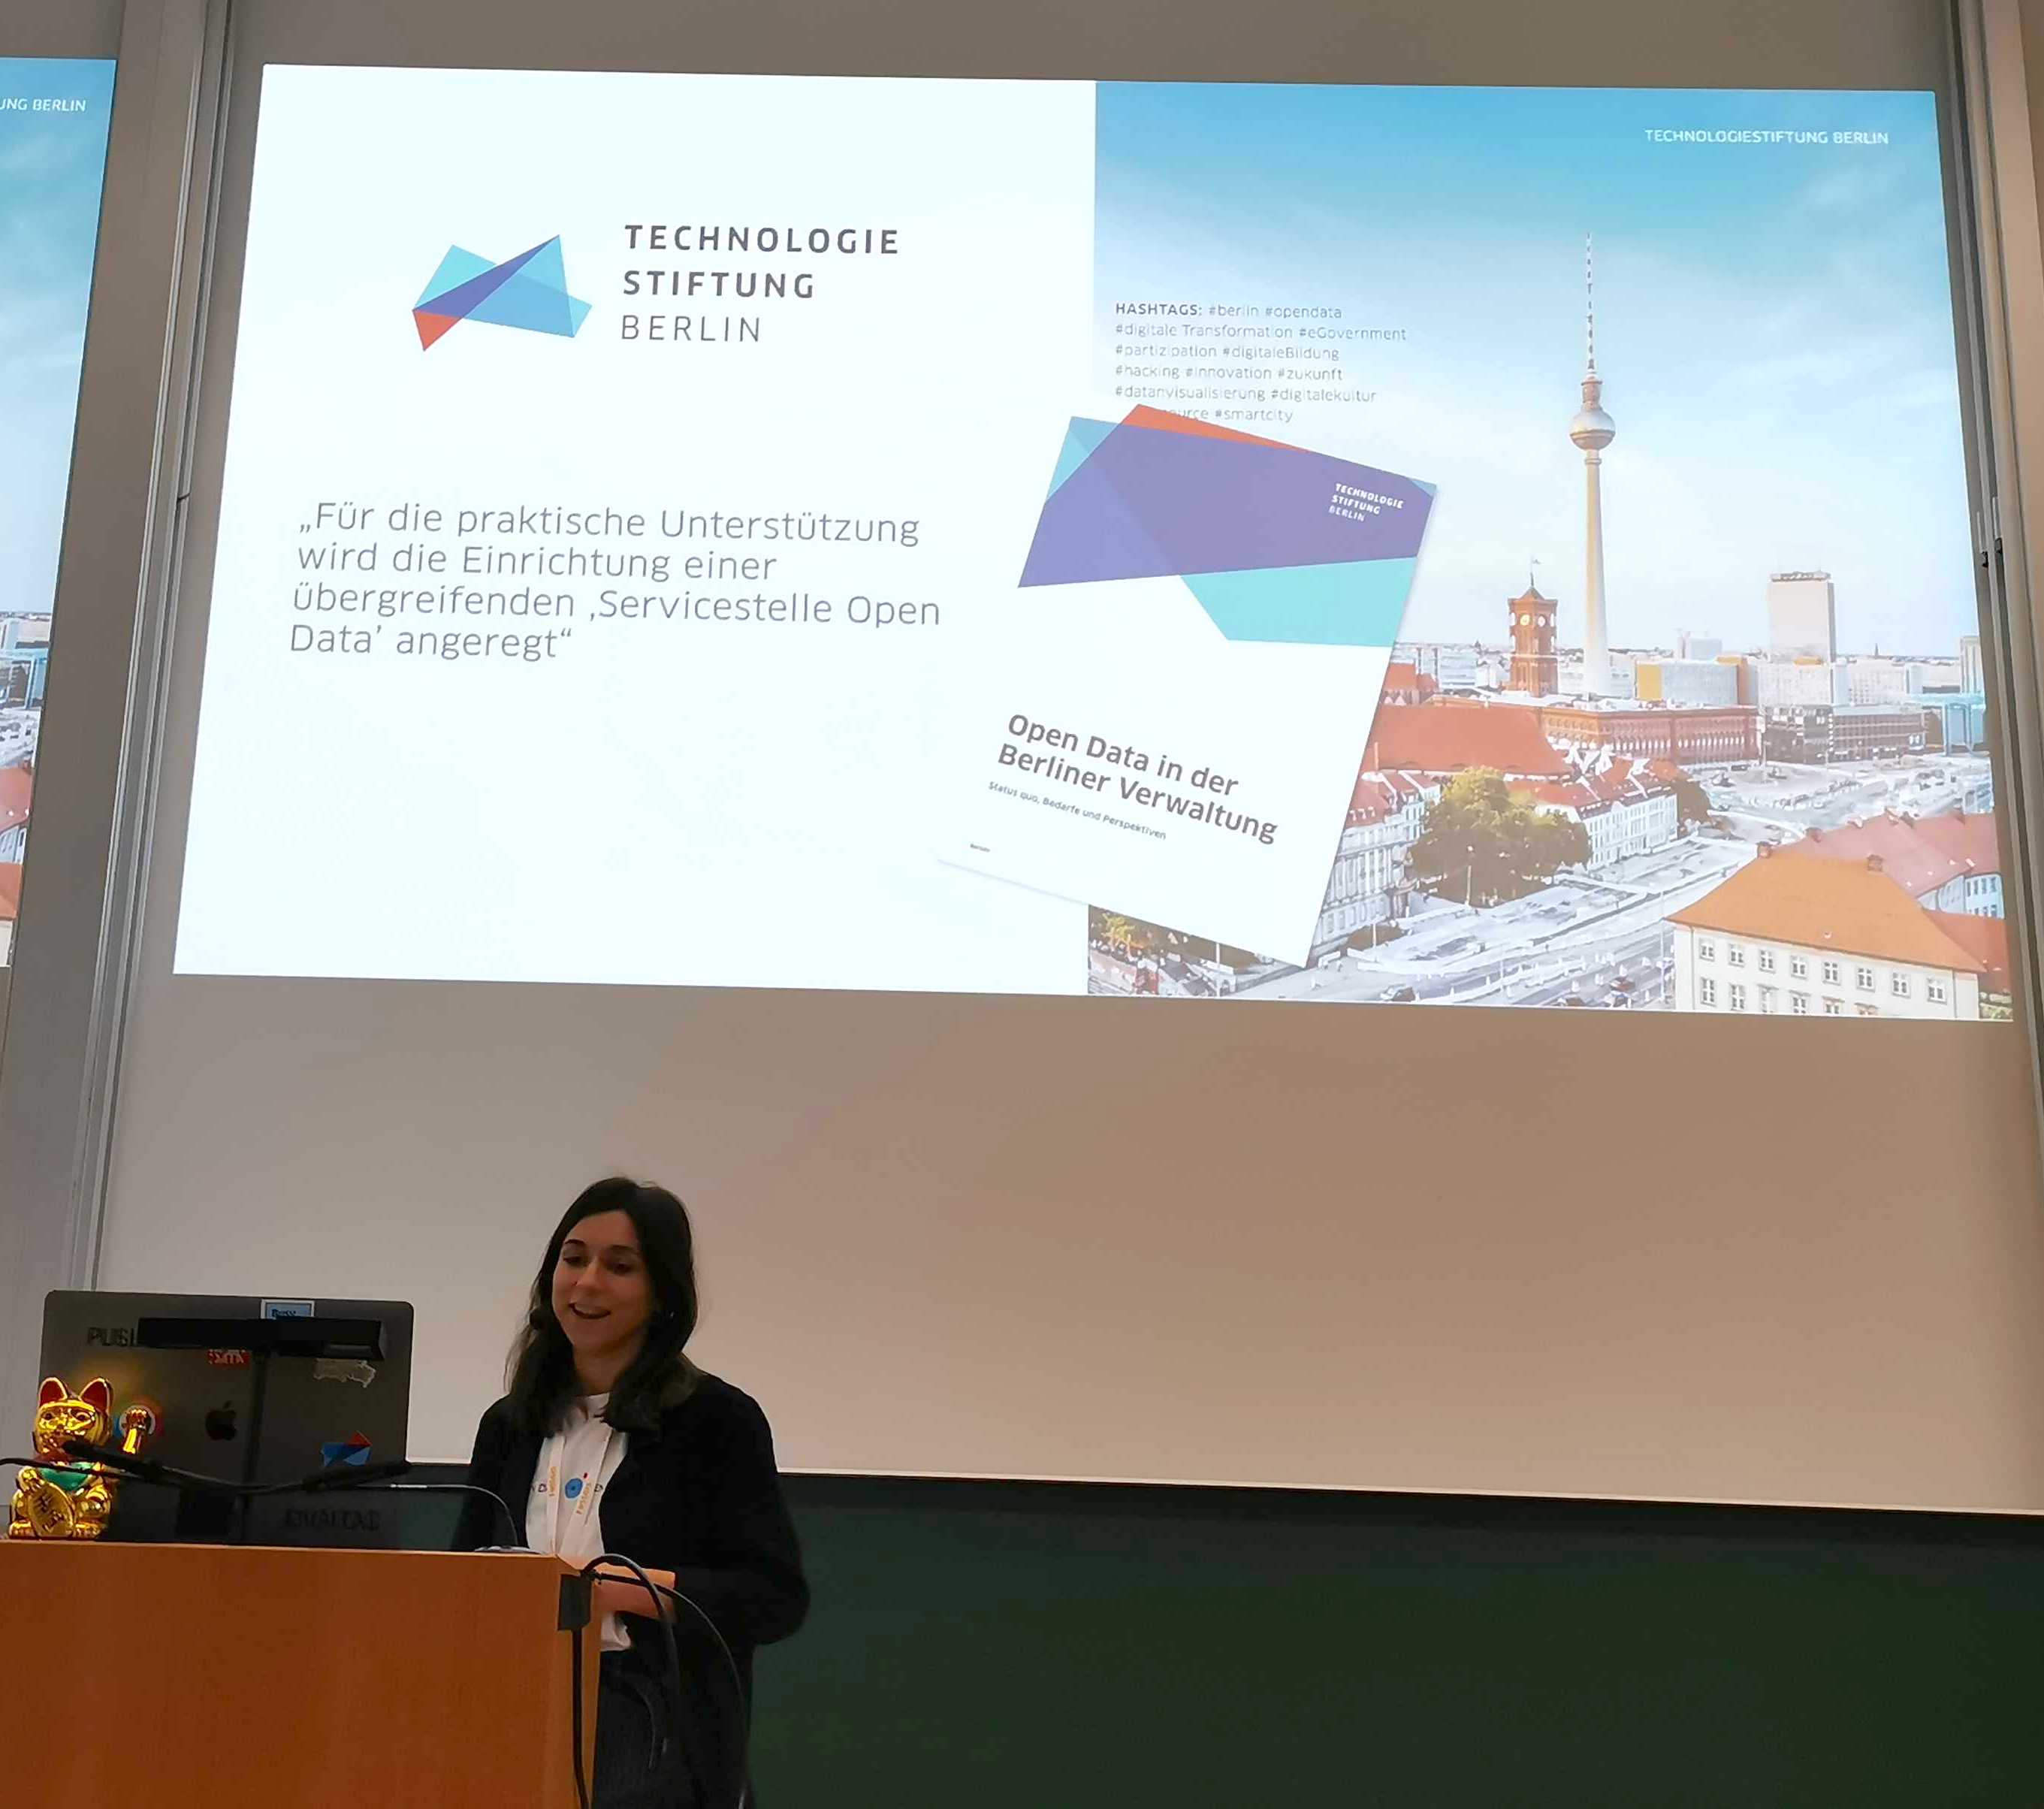 BERLIN
TECHNOLOGIESTIFTUNG BERLIN
TECHNOLOGIE
STIFTUNG
BERLIN
HASHTAGS: #berlin #opendata
#digitale Transformation #eGovernment
#partizipation #digitaleBildung
#hacking #innovation #zukunft
#datanvisualisierung #digitalekultur
#smartcity
„Für die praktische Unterstützung
wird die Einrichtung einer
übergreifenden ‚Servicestelle Open
Data’ angeregt“
TECHNOLOGIE
STIFTUNG
BERLIN
Open Data in der
Berliner Verwaltung
Status quo, Bedarfe und Perspektiven